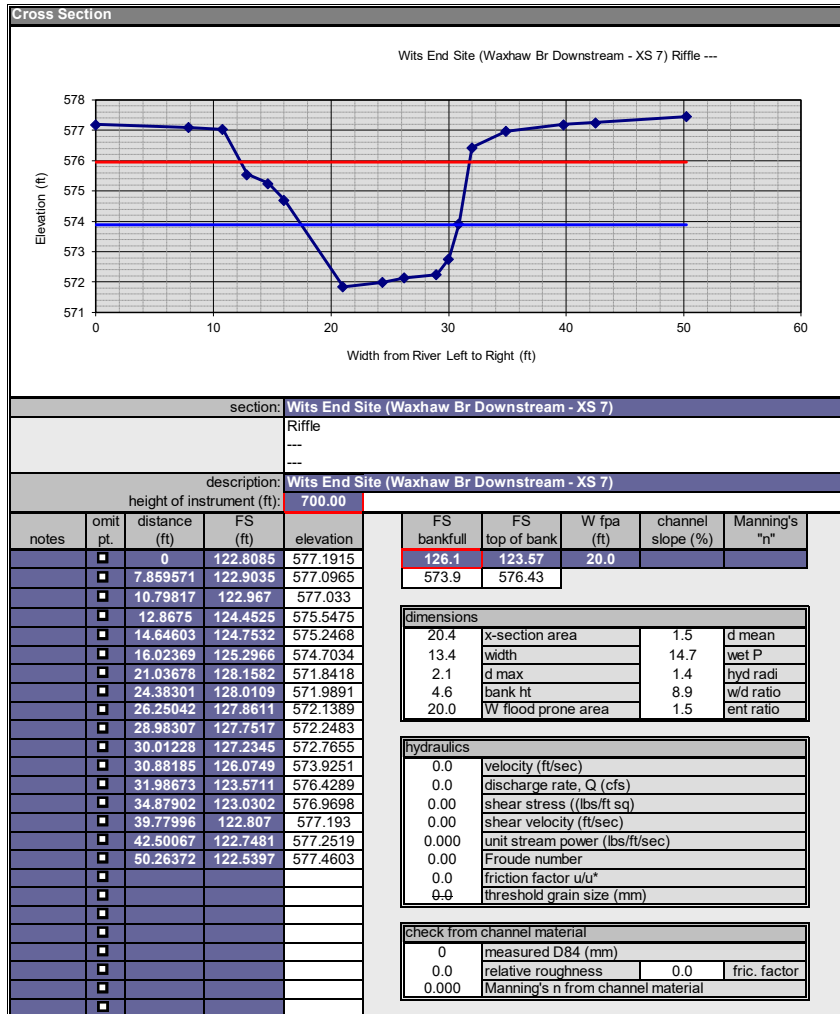 Cross Section
Wits End Site (Waxhaw Br Downstream - XS 7) Riffle ---
578
577
576
575
574
573
572
571
Elevation (ft)
0 10 20 30 40 50 60
Width from River Left to Right (ft)
section: Wits End Site (Waxhaw Br Downstream - XS 7)
Riffle
---
---
description: Wits End Site (Waxhaw Br Downstream - XS 7)
height of instrument (ft): 700.00
notes omit pt. distance (ft) FS (ft) elevation
0 122.8085 577.1915
7.859571 122.9035 577.0965
10.79817 122.967 577.033
12.8675 124.4525 575.5475
14.64603 124.7532 575.2468
16.02369 125.2966 574.7034
21.03678 128.1582 571.8418
24.38301 128.0109 571.9891
26.25042 127.8611 572.1389
28.98307 127.7517 572.2483
30.01228 127.2345 572.7655
30.88185 126.0749 573.9251
31.98673 123.5711 576.4289
34.87902 123.0302 576.9698
39.77996 122.807 577.193
42.50067 122.7481 577.2519
50.26372 122.5397 577.4603
FS bankfull FS top of bank W fpa (ft) channel slope (%) Manning's "n"
126.1 123.57 20.0
573.9 576.43
dimensions
20.4 x-section area 1.5 d mean
13.4 width 14.7 wet P
2.1 d max 1.4 hyd radi
4.6 bank ht 8.9 w/d ratio
20.0 W flood prone area 1.5 ent ratio
hydraulics
0.0 velocity (ft/sec)
0.0 discharge rate, Q (cfs)
0.00 shear stress ((lbs/ft sq)
0.00 shear velocity (ft/sec)
0.000 unit stream power (lbs/ft/sec)
0.00 Froude number
0.0 friction factor u/u*
0.0 threshold grain size (mm)
check from channel material
0 measured D84 (mm)
0.0 relative roughness 0.0 fric. factor
0.000 Manning's n from channel material